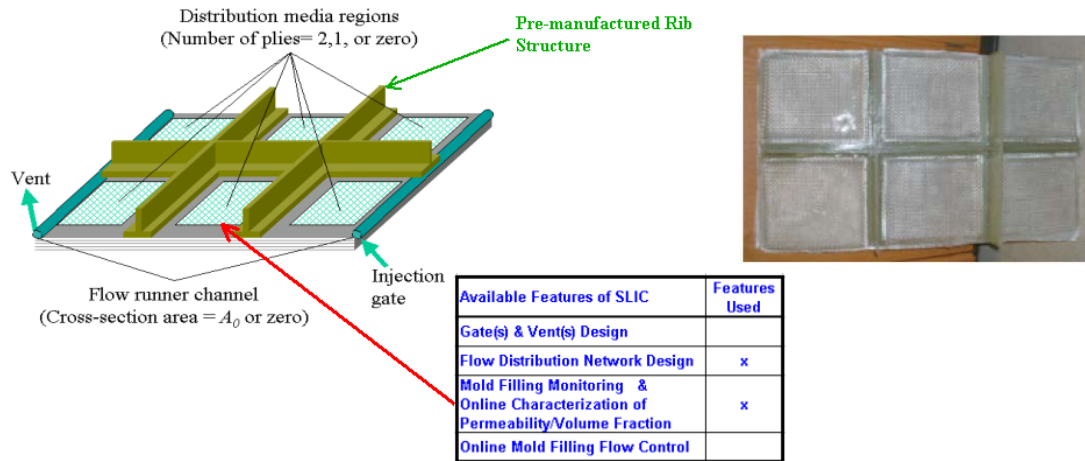 Distribution media regions
(Number of plies= 2,1, or zero)
Pre-manufactured Rib
Structure
Vent
Injection
gate
Flow runner channel
(Cross-section area = A₀ or zero)
Available Features of SLIC
Features
Used
Gate(s) & Vent(s) Design
Flow Distribution Network Design
x
Mold Filling Monitoring &
Online Characterization of
Permeability/Volume Fraction
x
Online Mold Filling Flow Control